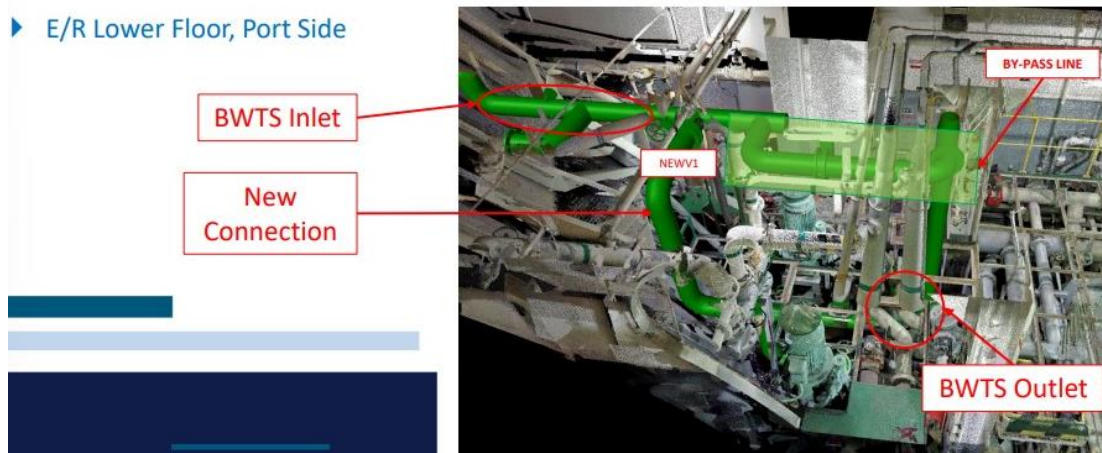 E/R Lower Floor, Port Side
BWTS Inlet
New
Connection
NEWV1
BY-PASS LINE
BWTS Outlet